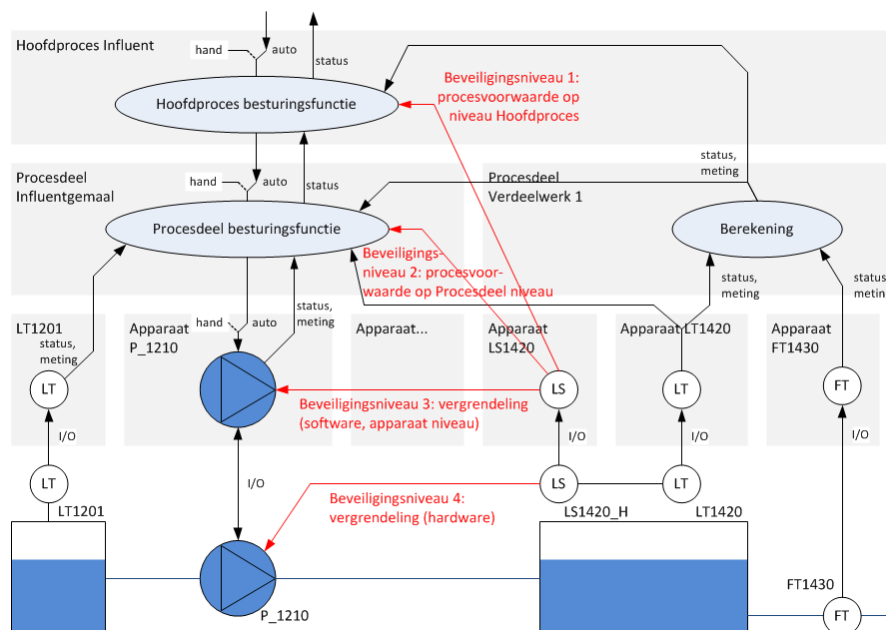 Hoofdproces Influent
hand
auto
status
Hoofdproces besturingsfunctie
Beveiligingsniveau 1:
procesvoorwaarde op
niveau Hoofdproces
Procesdeel
Influentgemaal
hand
auto
status
Procesdeel
Verdeelwerk 1
status,
meting
Procesdeel besturingsfunctie
Berekening
Beveiligings-
niveau 2: procesvoor-
waarde op Procesdeel niveau
status,
meting
status,
metin
LT1201
status,
meting
Apparaat
P_1210
hand
auto
status,
meting
Apparaat...
Apparaat
LS1420
Apparaat LT1420
Apparaat
FT1430
LT
LS
LT
FT
Beveiligingsniveau 3: vergrendeling
(software, apparaat niveau)
I/O
I/O
I/O
I/O
I/O
LT
LS
LT
Beveiligingsniveau 4:
vergrendeling (hardware)
LT1201
LS1420_H
LT1420
P_1210
FT1430
FT